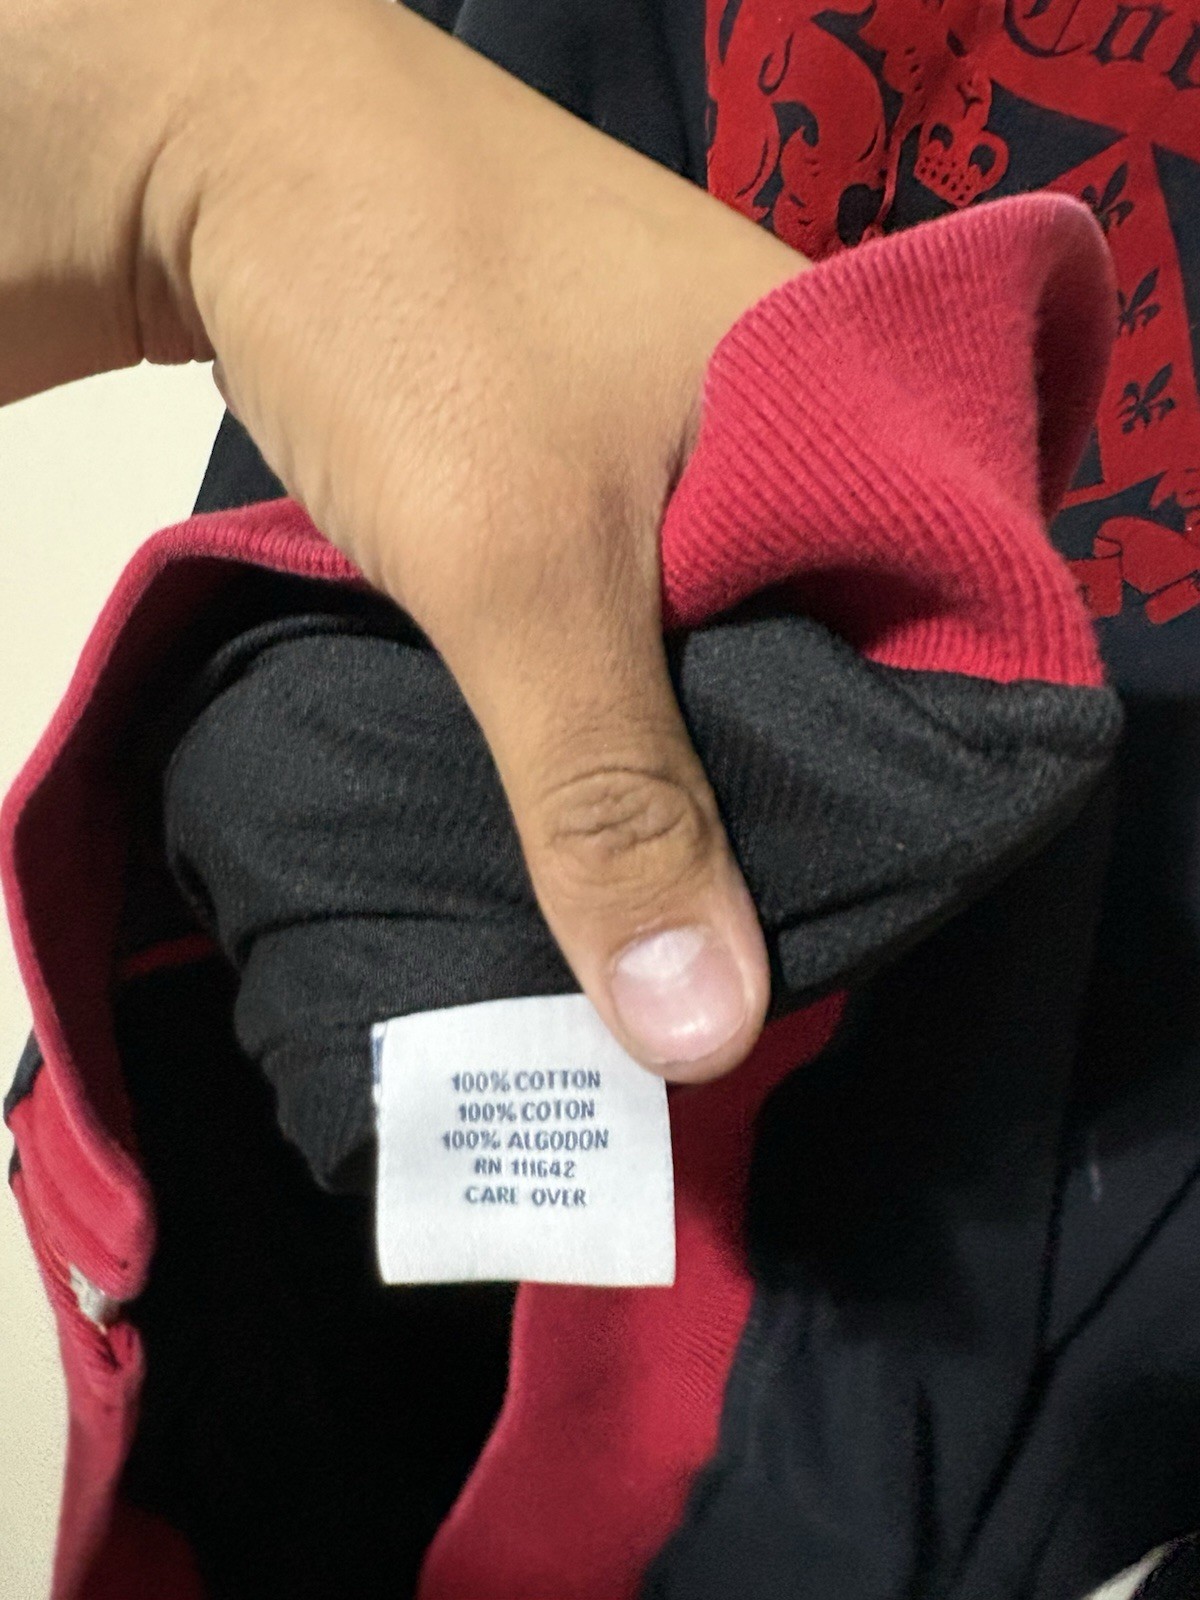 100% COTTON
100% COTON
100% ALGODON
RN 111642
CARE OVER